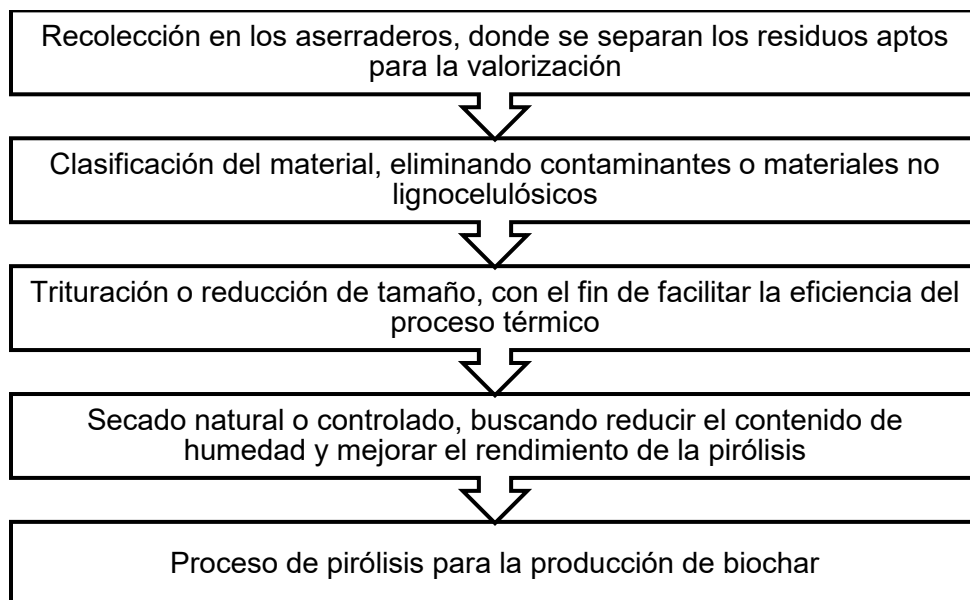 Recolección en los aserraderos, donde se separan los residuos aptos
para la valorización
Clasificación del material, eliminando contaminantes o materiales no
lignocelulósicos
Trituración o reducción de tamaño, con el fin de facilitar la eficiencia del
proceso térmico
Secado natural o controlado, buscando reducir el contenido de
humedad y mejorar el rendimiento de la pirólisis
Proceso de pirólisis para la producción de biochar